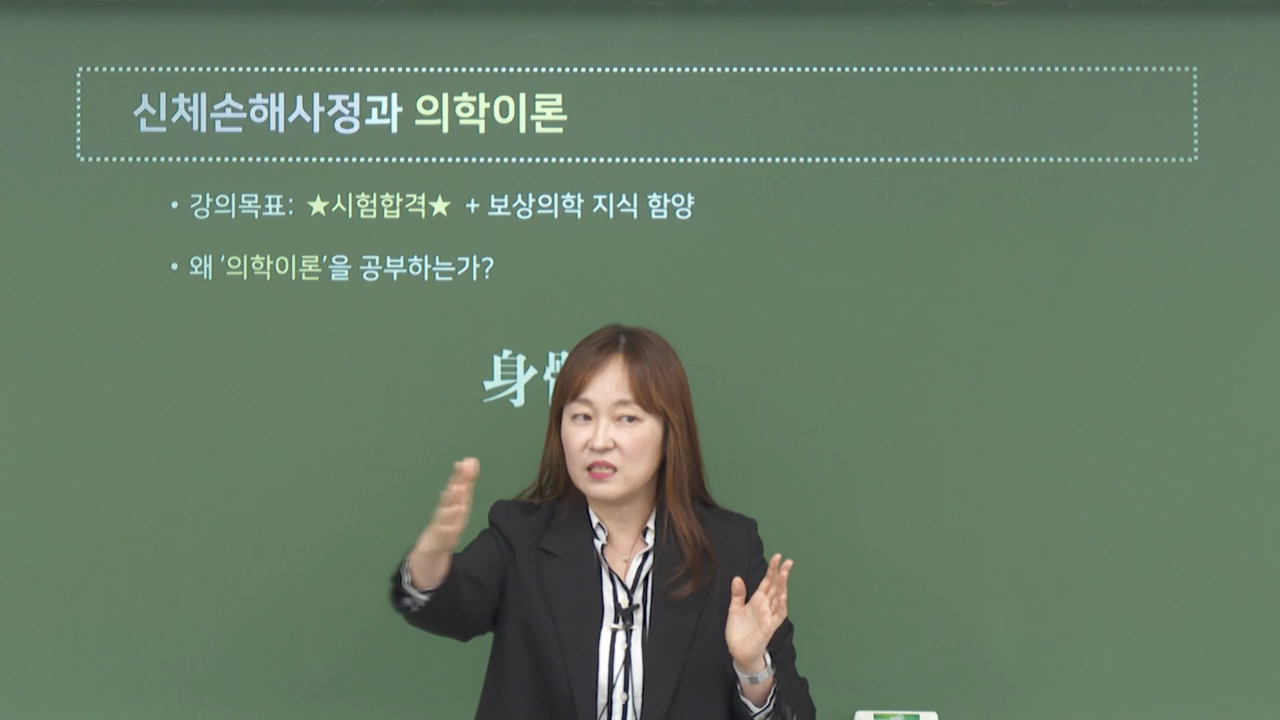 신체손해사정과 의학이론
• 강의목표: ★시험합격★ + 보상의학 지식 함양
• 왜 ‘의학이론’을 공부하는가?
身